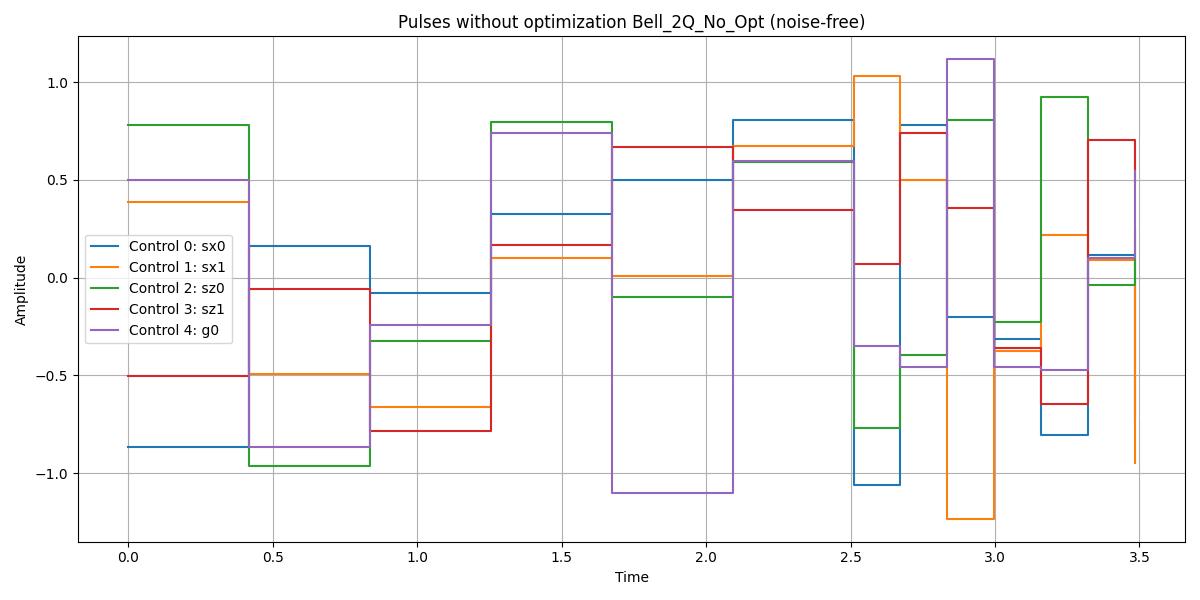 Pulses without optimization Bell_2Q_No_Opt (noise-free)
1.0
0.5
0.0
−0.5
−1.0
Amplitude
Control 0: sx0
Control 1: sx1
Control 2: sz0
Control 3: sz1
Control 4: g0
0.0 0.5 1.0 1.5 2.0 2.5 3.0 3.5
Time